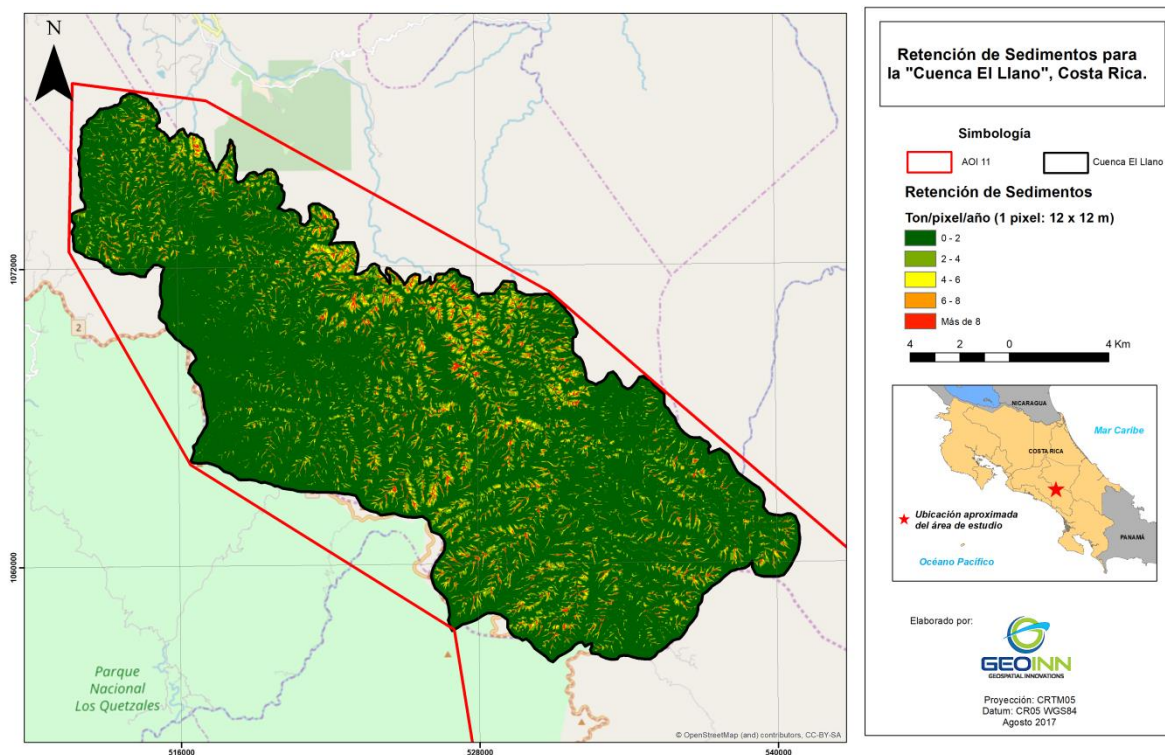 N
1072000
2
1060000
Parque
Nacional
Los Quetzales
© OpenStreetMap (and) contributors, CC-BY-SA
516000
528000
540000
Retención de Sedimentos para
la "Cuenca El Llano", Costa Rica.
Simbología
AOI 11
Cuenca El Llano
Retención de Sedimentos
Ton/pixel/año (1 pixel: 12 x 12 m)
0 - 2
2 - 4
4 - 6
6 - 8
Más de 8
4 2 0 4 Km
NICARAGUA
Mar Caribe
COSTA RICA
Ubicación aproximada
del área de estudio
PANAMÁ
Océano Pacífico
Elaborado por:
GEOINN
GEOSPATIAL INNOVATIONS
Proyección: CRTM05
Datum: CR05 WGS84
Agosto 2017